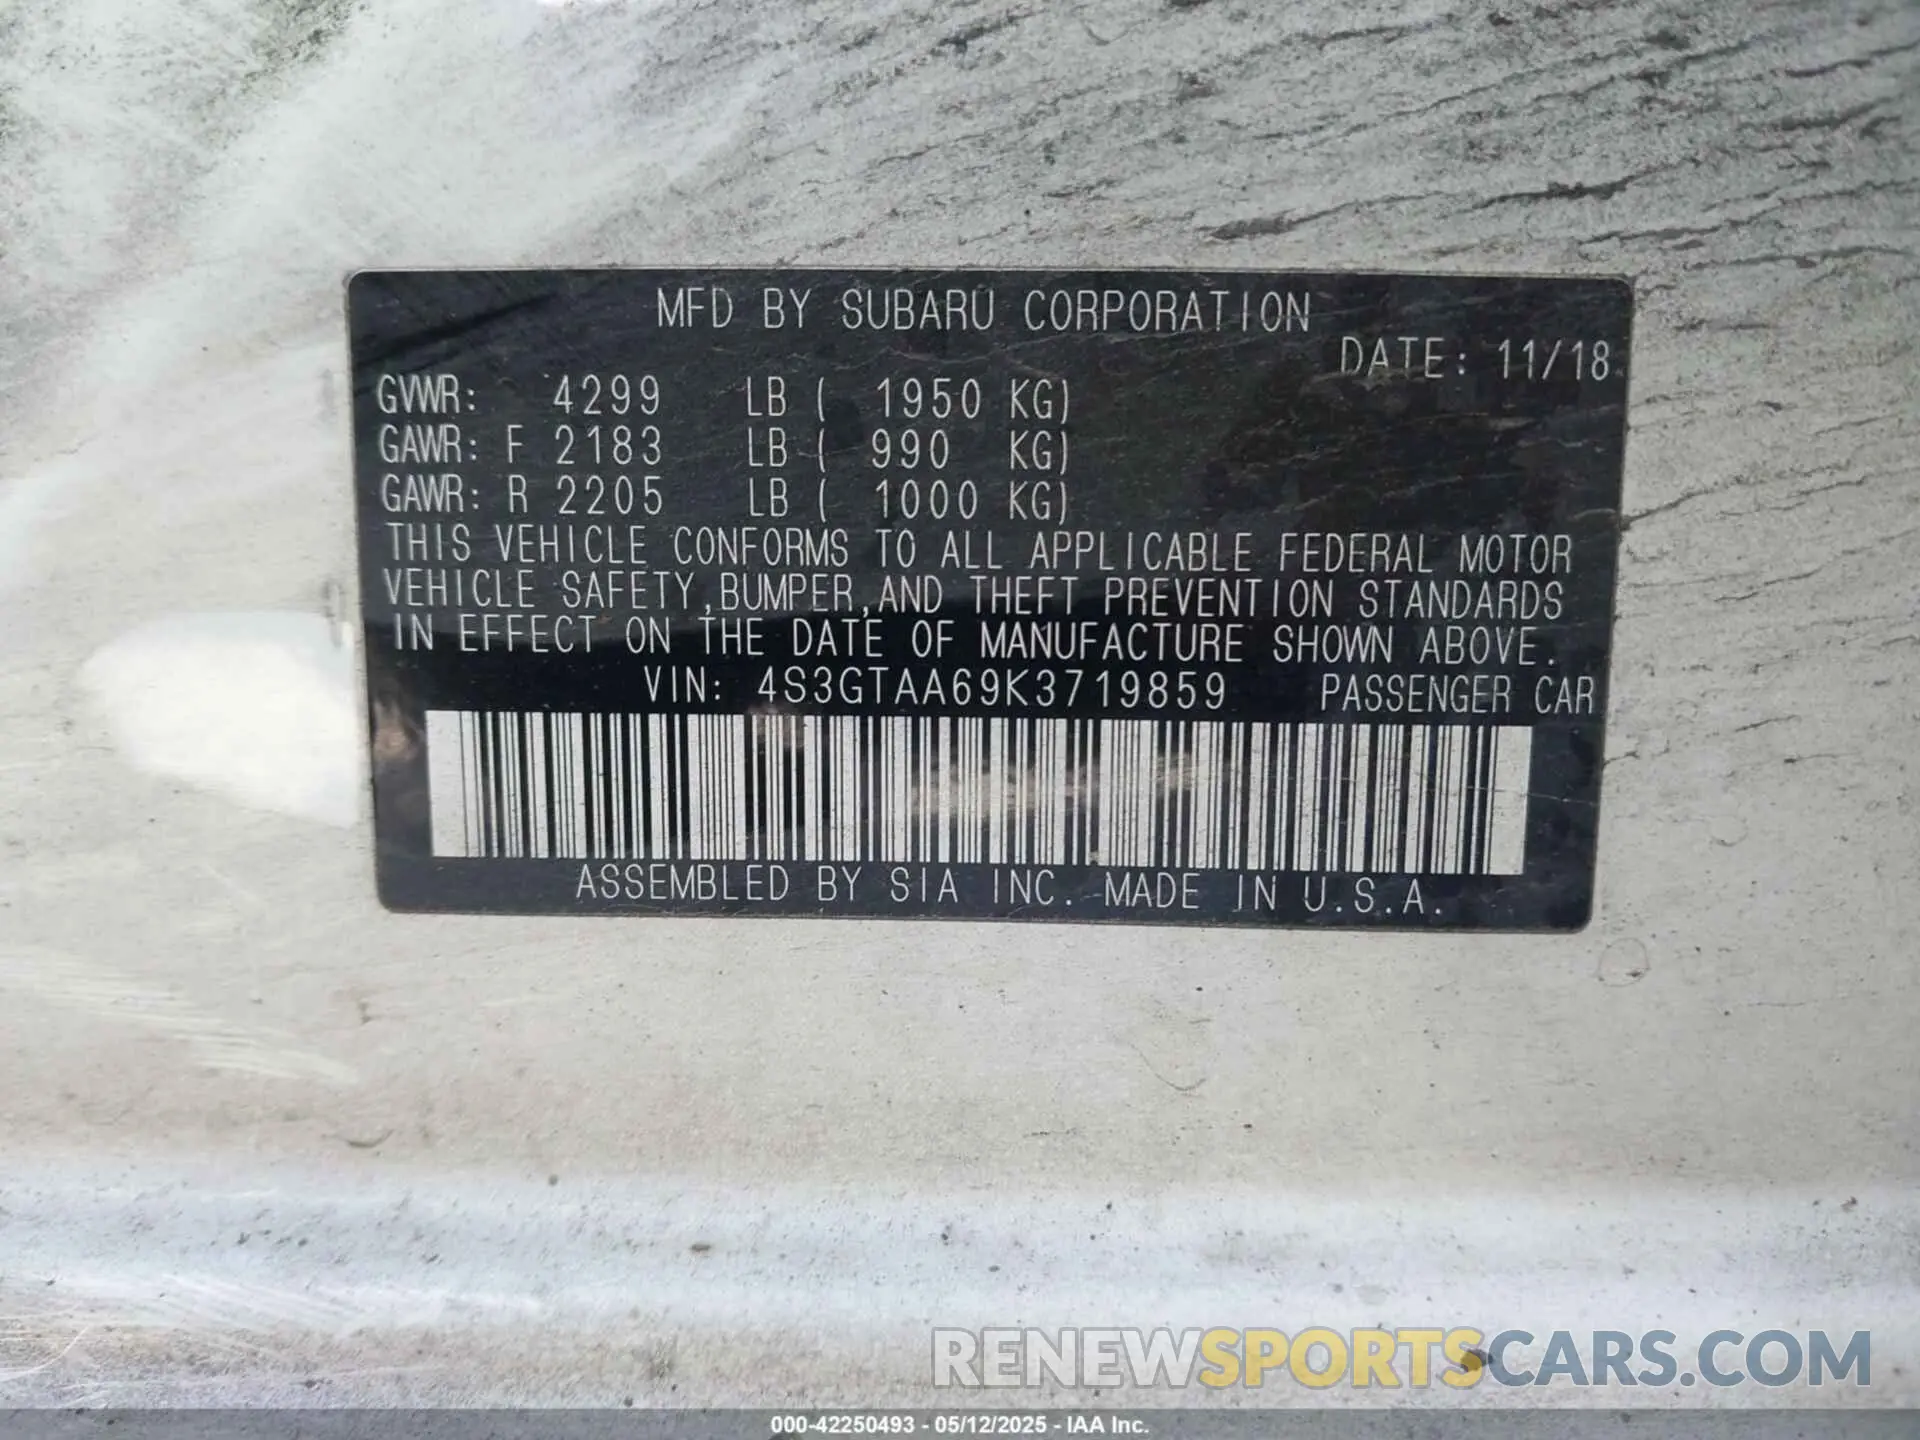 MFD BY SUBARU CORPORATION
DATE: 11/18
GVWR: 4299 LB ( 1950 KG)
GAWR: F 2183 LB ( 990 KG)
GAWR: R 2205 LB ( 1000 KG)
THIS VEHICLE CONFORMS TO ALL APPLICABLE FEDERAL MOTOR
VEHICLE SAFETY,BUMPER,AND THEFT PREVENTION STANDARDS
IN EFFECT ON THE DATE OF MANUFACTURE SHOWN ABOVE.
VIN: 4S3GTAA69K3719859 PASSENGER CAR
ASSEMBLED BY SIA INC. MADE IN U.S.A.
RENEWSPORTSCARS.COM
000-42250493 - 05/12/2025 - IAA Inc.